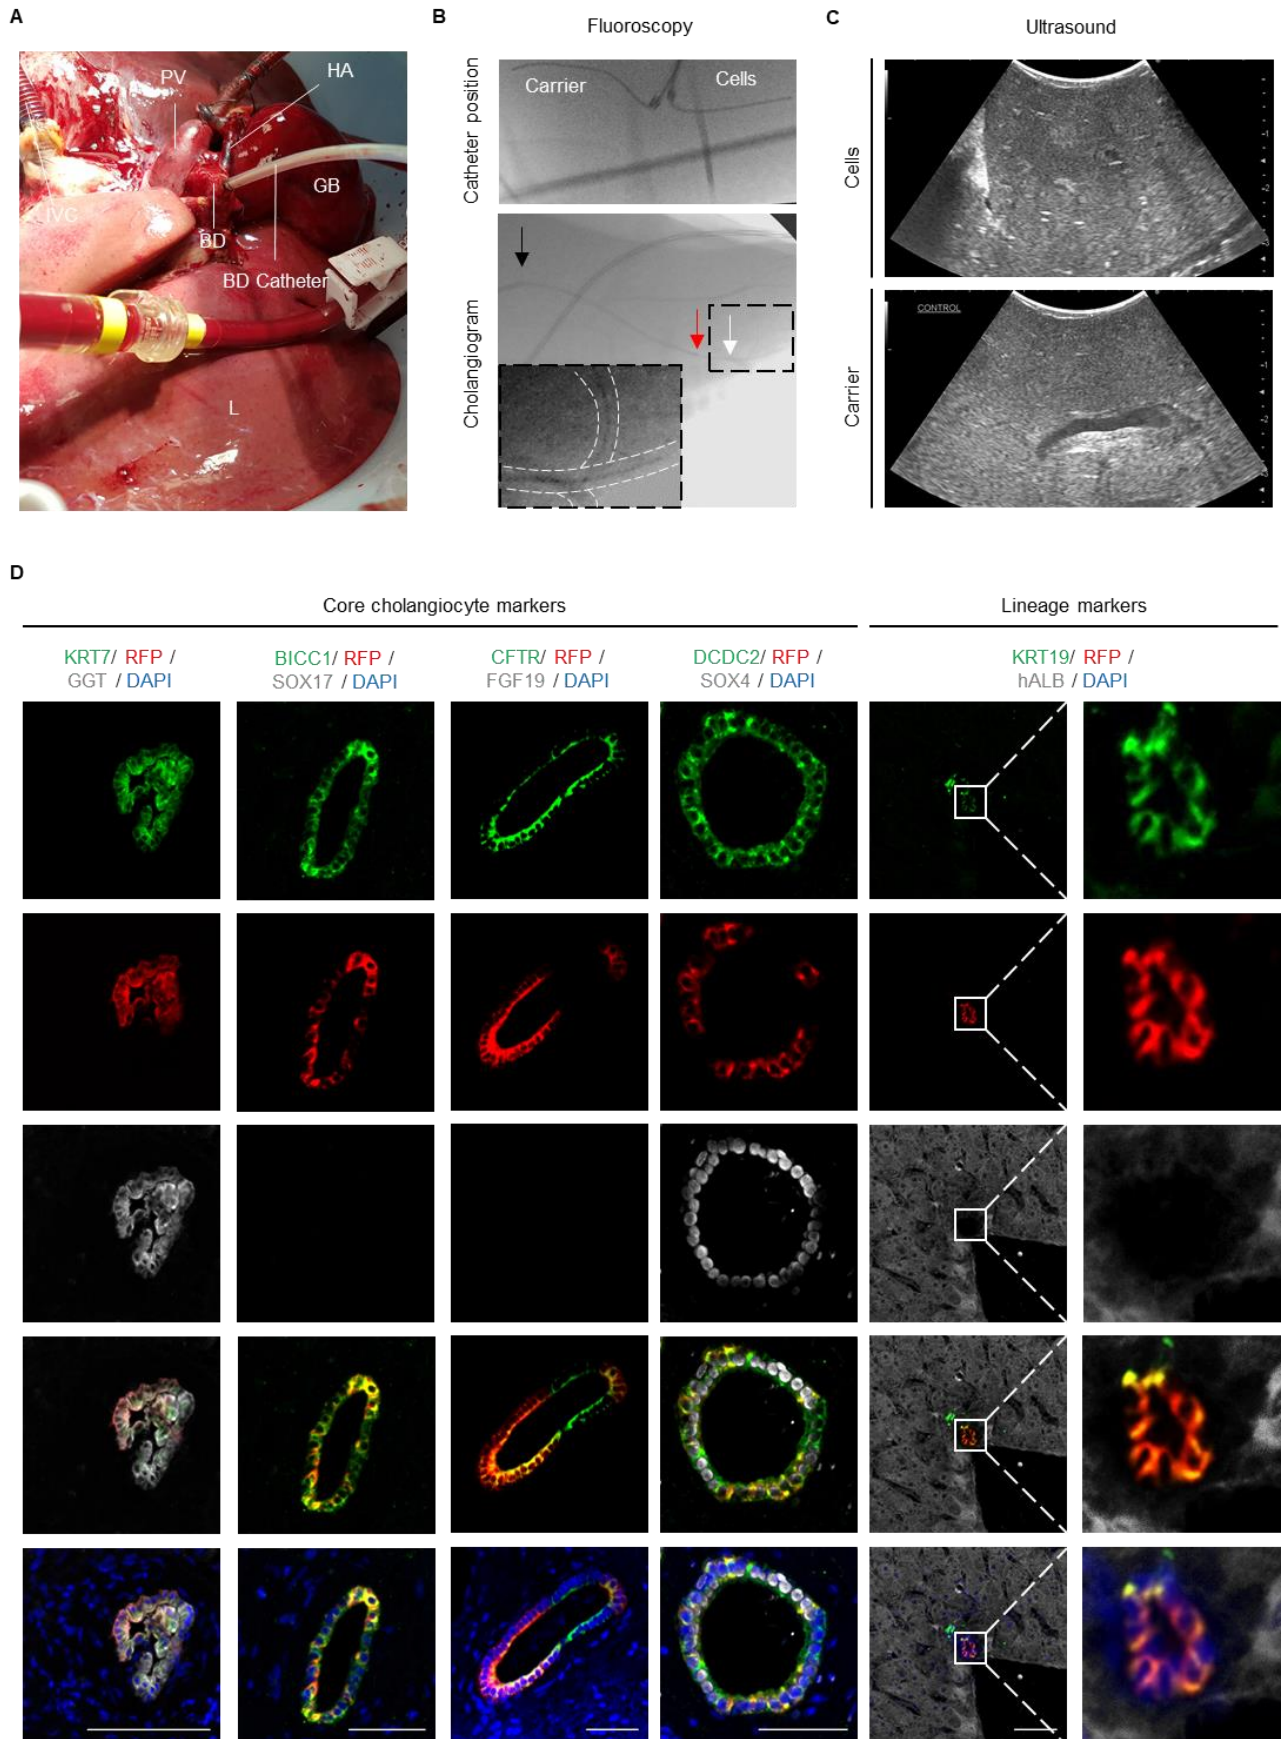 A
PV
HA
GB
IVC
BD
BD Catheter
L
B
Fluoroscopy
Catheter position
Carrier
Cells
Cholangiogram
C
Ultrasound
Cells
Carrier
CONTROL
D
Core cholangiocyte markers
Lineage markers
KRT7/ RFP /
GGT / DAPI
BICC1/ RFP /
SOX17 / DAPI
CFTR/ RFP /
FGF19 / DAPI
DCDC2/ RFP /
SOX4 / DAPI
KRT19/ RFP /
hALB / DAPI